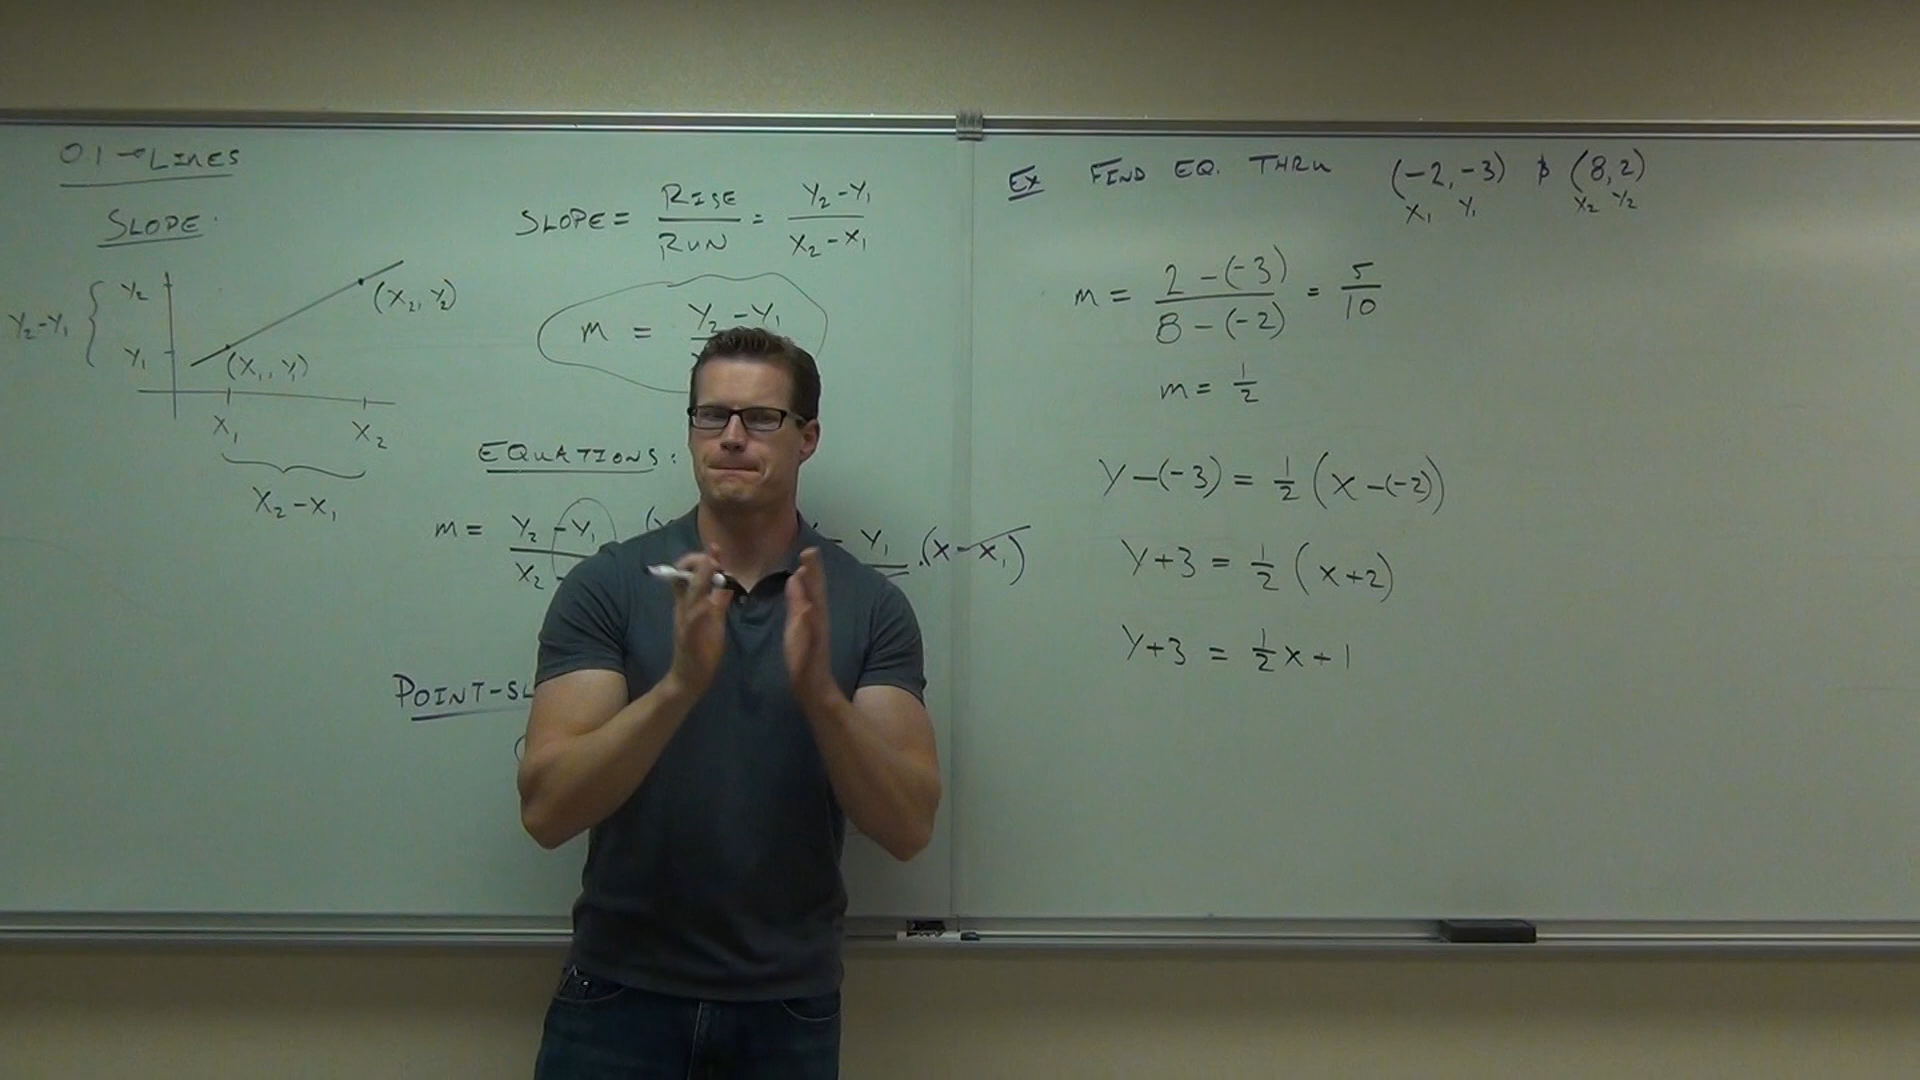 0.1 → LINES
SLOPE:
SLOPE = RISE / RUN = Y₂ - Y₁ / X₂ - X₁
Y₂ - Y₁ { Y₂ (X₂, Y₂)
Y₁ (X₁, Y₁)
X₁ X₂
X₂ - X₁
m = Y₂ - Y₁
EQUATIONS:
m = Y₂ - Y₁ / X₂
Y₁ · (X - X₁)
POINT-SL
EX FIND EQ. THRU (-2, -3) & (8, 2)
X₁ Y₁ X₂ Y₂
m = 2 - (-3) / 8 - (-2) = 5/10
m = 1/2
Y - (-3) = 1/2 (X - (-2))
Y + 3 = 1/2 (X + 2)
Y + 3 = 1/2 X + 1